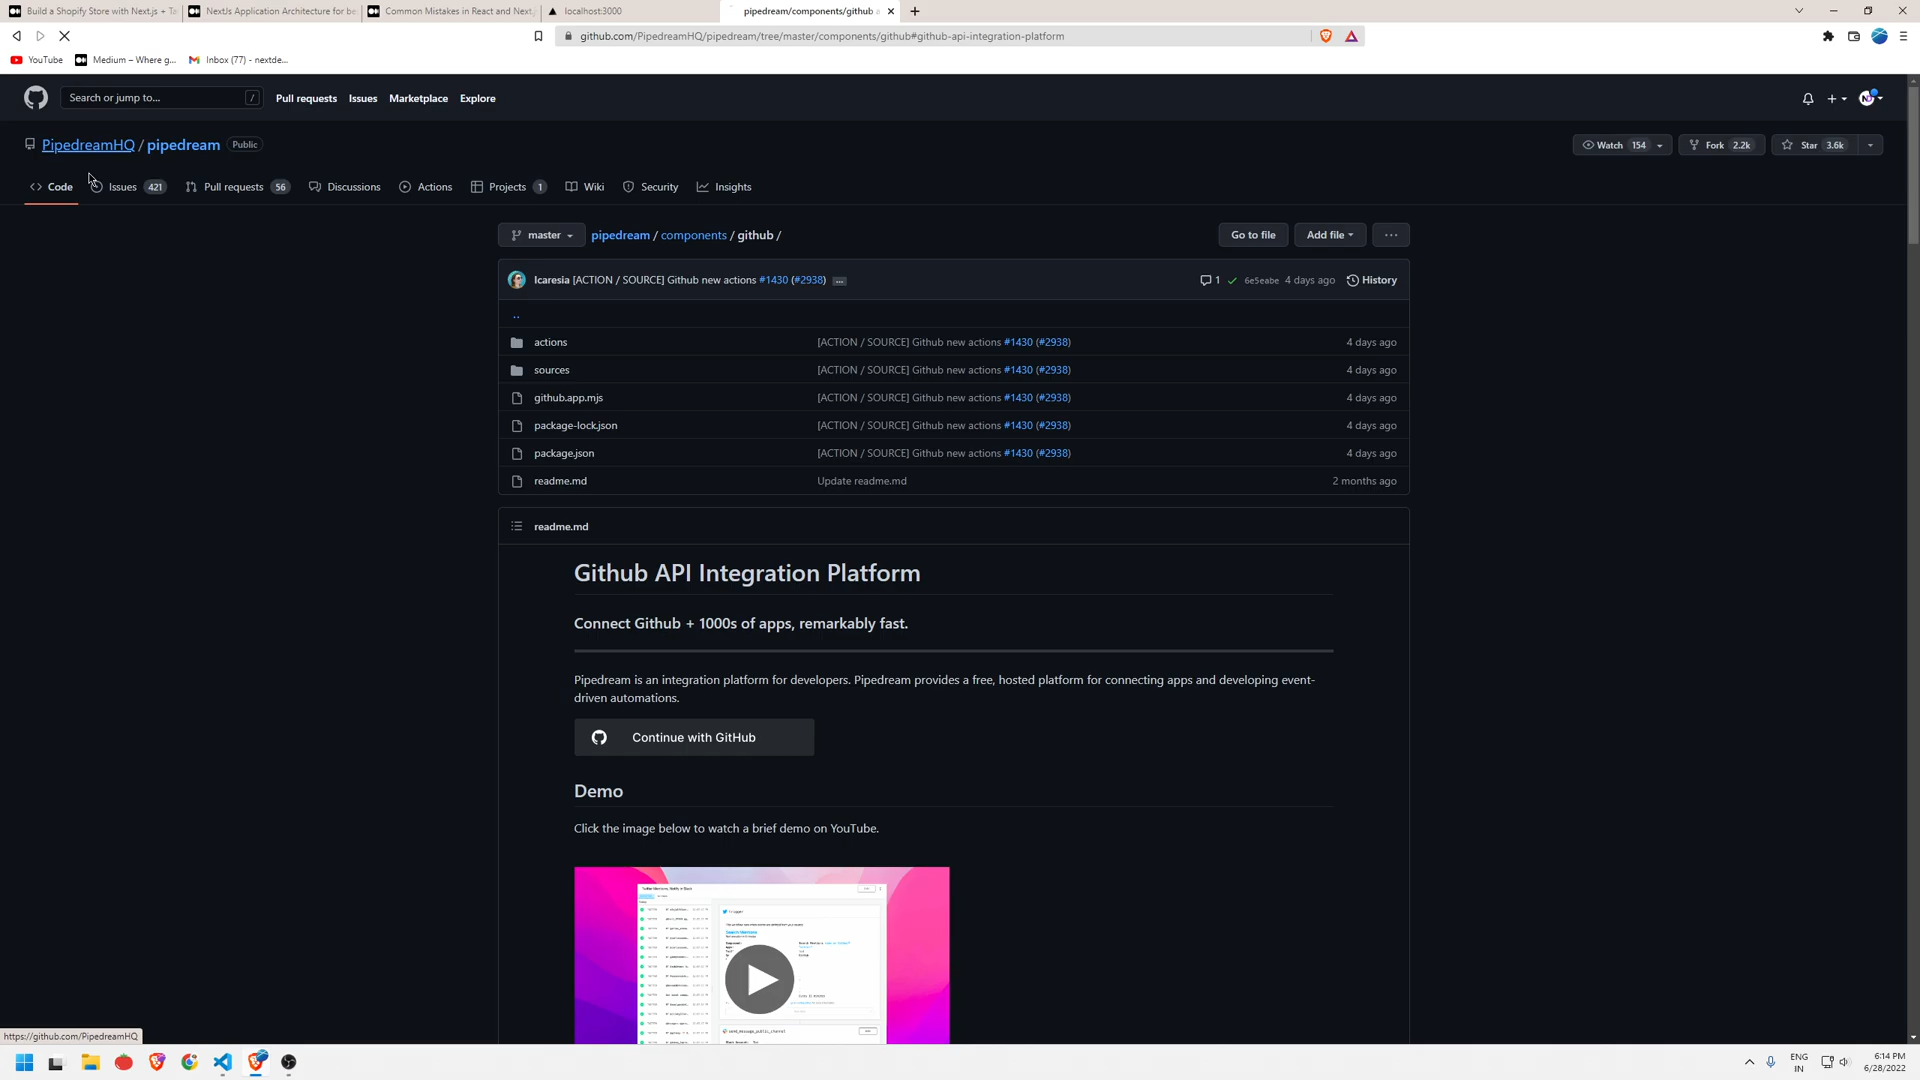 Build a Shopify Store with Next.js + Ta
NextJs Application Architecture for be
Common Mistakes in React and Next.
localhost:3000
pipedream/components/github a
github.com/PipedreamHQ/pipedream/tree/master/components/github#github-api-integration-platform
YouTube
Medium – Where g...
Inbox (77) - nextde...
Search or jump to...
/
Pull requests
Issues
Marketplace
Explore
PipedreamHQ / pipedream
Public
Watch 154
Fork 2.2k
Star 3.6k
Code
Issues 421
Pull requests 56
Discussions
Actions
Projects 1
Wiki
Security
Insights
master
pipedream / components / github /
Go to file
Add file
...
lcaresia [ACTION / SOURCE] Github new actions #1430 (#2938) ...
1
6e5eabe 4 days ago
History
..
actions [ACTION / SOURCE] Github new actions #1430 (#2938) 4 days ago
sources [ACTION / SOURCE] Github new actions #1430 (#2938) 4 days ago
github.app.mjs [ACTION / SOURCE] Github new actions #1430 (#2938) 4 days ago
package-lock.json [ACTION / SOURCE] Github new actions #1430 (#2938) 4 days ago
package.json [ACTION / SOURCE] Github new actions #1430 (#2938) 4 days ago
readme.md Update readme.md 2 months ago
readme.md
Github API Integration Platform
Connect Github + 1000s of apps, remarkably fast.
Pipedream is an integration platform for developers. Pipedream provides a free, hosted platform for connecting apps and developing event-
driven automations.
Continue with GitHub
Demo
Click the image below to watch a brief demo on YouTube.
send_message_public_channel
https://github.com/PipedreamHQ
ENG
IN
6:14 PM
6/28/2022